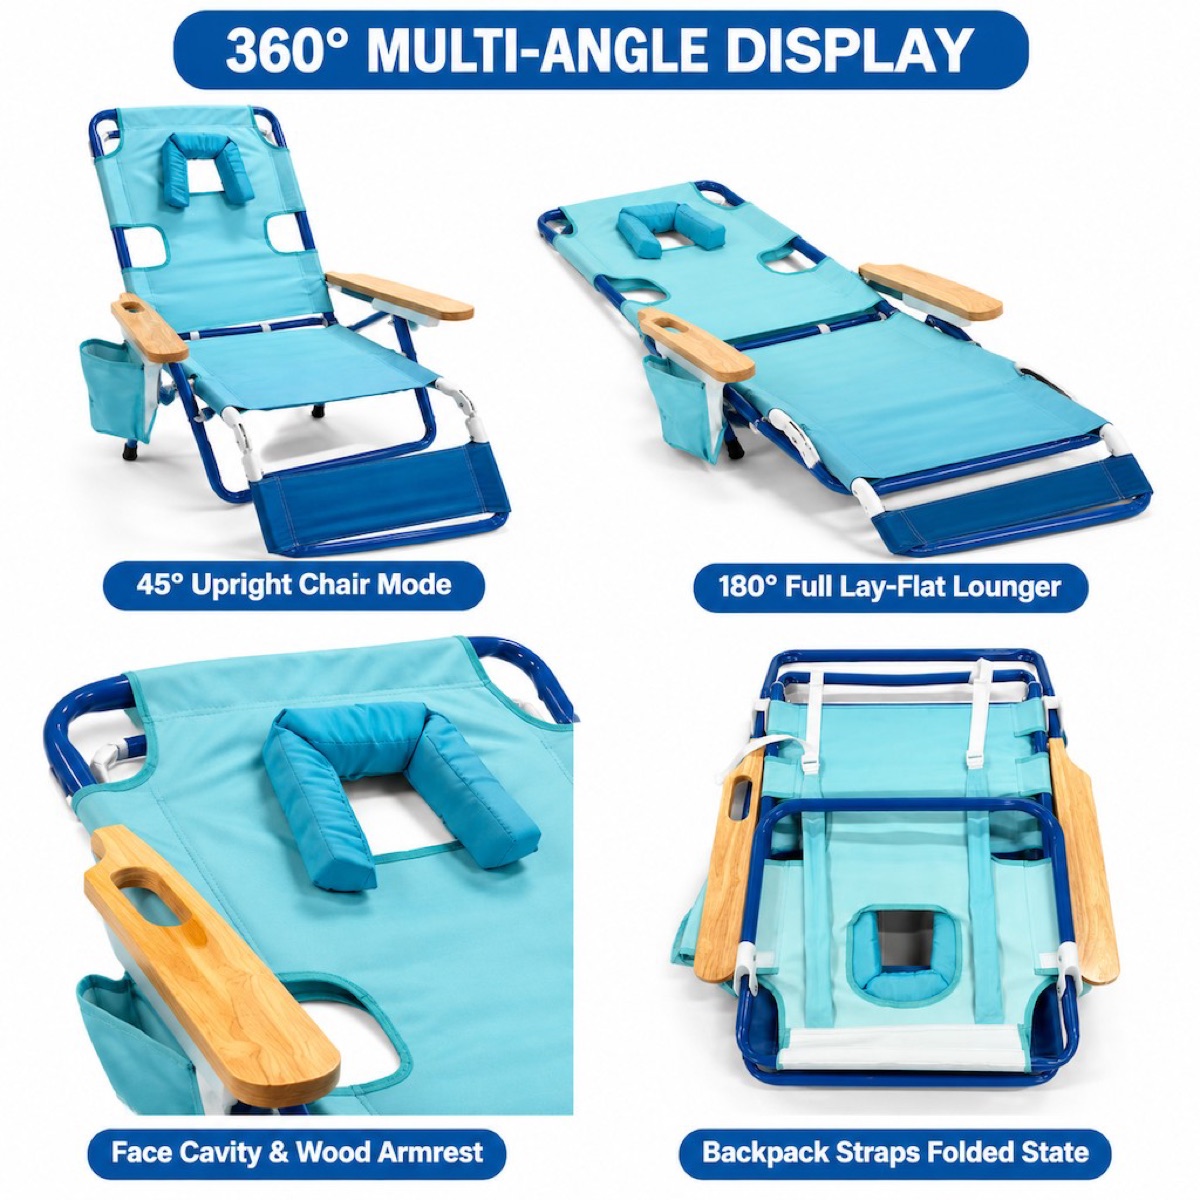 360° MULTI-ANGLE DISPLAY
45° Upright Chair Mode
180° Full Lay-Flat Lounger
Face Cavity & Wood Armrest
Backpack Straps Folded State